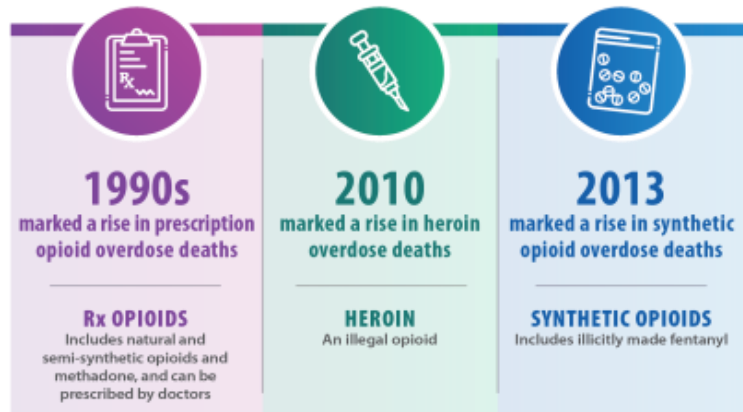 Rx
1990s
marked a rise in prescription
opioid overdose deaths
Rx OPIOIDS
Includes natural and
semi-synthetic opioids and
methadone, and can be
prescribed by doctors
2010
marked a rise in heroin
overdose deaths
HEROIN
An illegal opioid
2013
marked a rise in synthetic
opioid overdose deaths
SYNTHETIC OPIOIDS
Includes illicitly made fentanyl